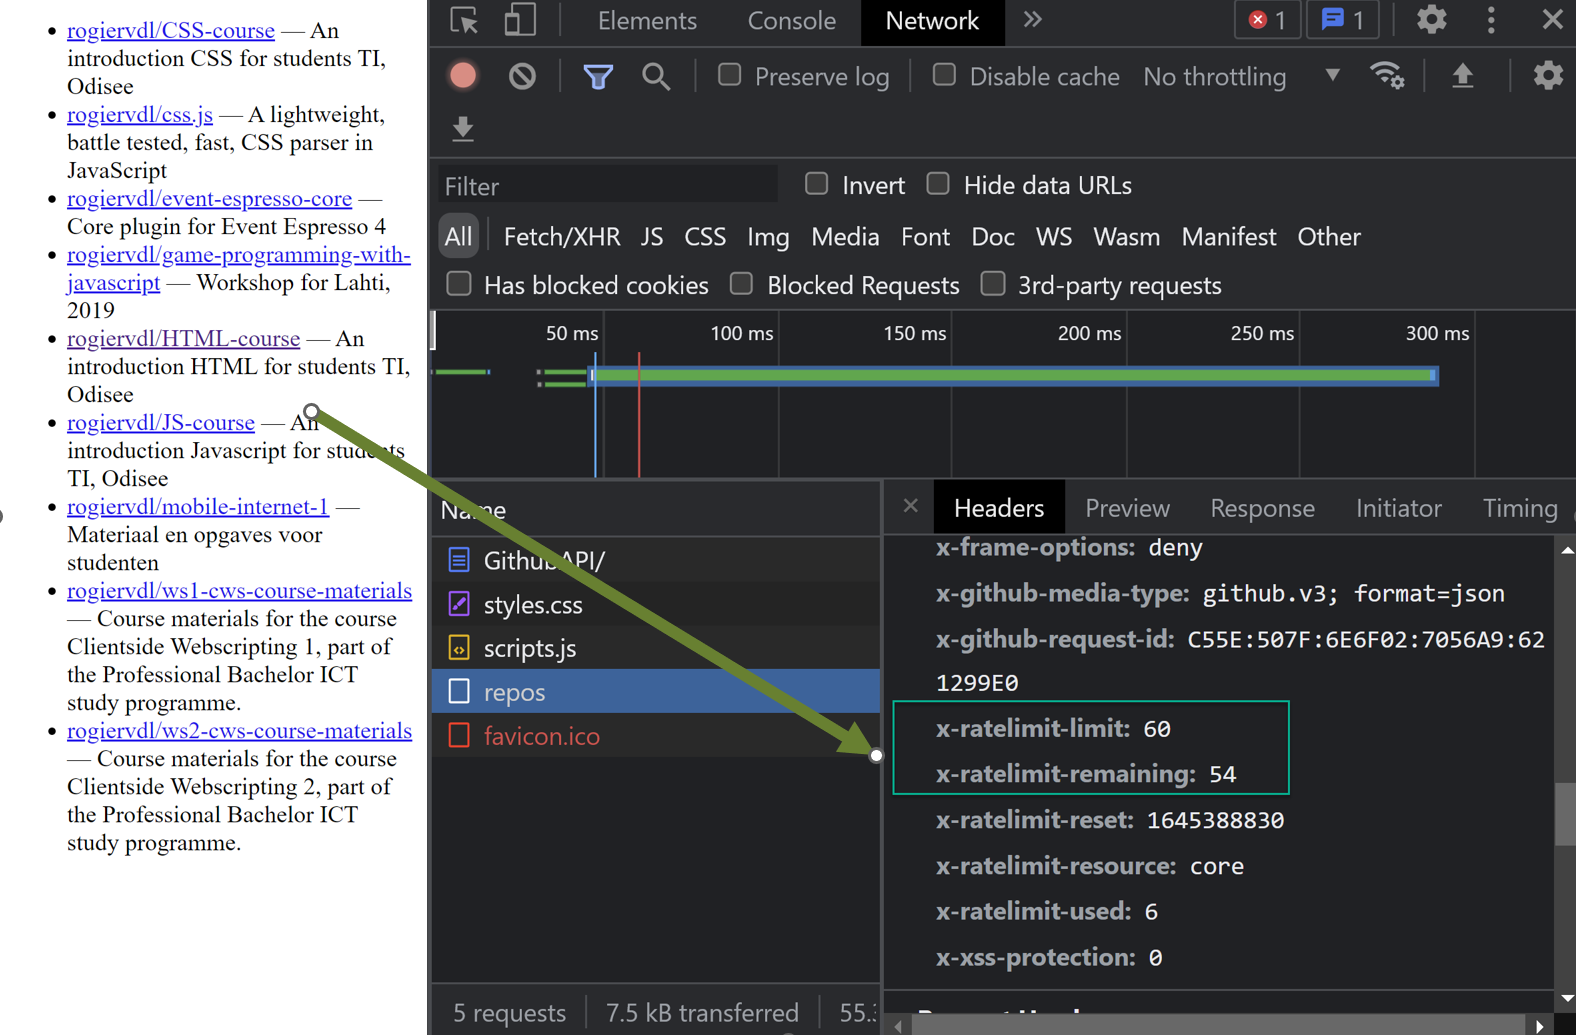 rogiervdl/CSS-course — An
introduction CSS for students TI,
Odisee
rogiervdl/css.js — A lightweight,
battle tested, fast, CSS parser in
JavaScript
rogiervdl/event-espresso-core —
Core plugin for Event Espresso 4
rogiervdl/game-programming-with-
javascript — Workshop for Lahti,
2019
rogiervdl/HTML-course — An
introduction HTML for students TI,
Odisee
rogiervdl/JS-course — An
introduction Javascript for students
TI, Odisee
rogiervdl/mobile-internet-1 —
Materiaal en opgaves voor
studenten
rogiervdl/ws1-cws-course-materials
— Course materials for the course
Clientside Webscripting 1, part of
the Professional Bachelor ICT
study programme.
rogiervdl/ws2-cws-course-materials
— Course materials for the course
Clientside Webscripting 2, part of
the Professional Bachelor ICT
study programme.
Elements Console Network 1 1
Preserve log Disable cache No throttling
Filter Invert Hide data URLs
All Fetch/XHR JS CSS Img Media Font Doc WS Wasm Manifest Other
Has blocked cookies Blocked Requests 3rd-party requests
50 ms 100 ms 150 ms 200 ms 250 ms 300 ms
Name
GithubAPI/
styles.css
scripts.js
repos
favicon.ico
5 requests 7.5 kB transferred
Headers Preview Response Initiator Timing
x-frame-options: deny
x-github-media-type: github.v3; format=json
x-github-request-id: C55E:507F:6E6F02:7056A9:62
1299E0
x-ratelimit-limit: 60
x-ratelimit-remaining: 54
x-ratelimit-reset: 1645388830
x-ratelimit-resource: core
x-ratelimit-used: 6
x-xss-protection: 0